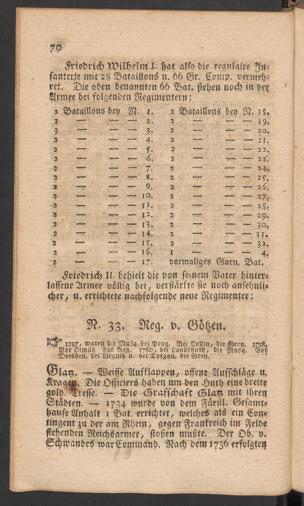 70
Friedrich Wilhelm I. hat also die regulaire In-
fanterie mit 28 Bataillons u. 66 Gr. Comp. vermeh-
ret. Die oben benannten 66 Bat. stehen noch in der
Armee bei folgenden Regimentern:
2 Bataillons bey N. 1. 2 Bataillons bey N. 18.
2 — — — 2. 2 — — — 19.
3 — — — 3. 2 — — — 20.
2 — — — 4. 2 — — — 21.
2 — — — 5. 2 — — — 22.
2 — — — 6. 2 — — — 23.
2 — — — 7. 2 — — — 24.
2 — — — 8. 2 — — — 25.
2 — — — 9. 2 — — — 26.
2 — — — 10. 2 — — — 27.
2 — — — 11. 2 — — — 28.
2 — — — 12. 2 — — — 29.
2 — — — 13. 2 — — — 30.
2 — — — 14. 2 — — — 31.
2 — — — 15. 2 — — — 32.
2 — — — 16. 1 — — — 4.
2 — — — 17. vormaliges Garn. Bat.
Friedrich II. behielt die von seinem Vater hinter-
lassene Armee völlig bei, verstärkte sie noch ansehnli-
cher, u. errichtete nachfolgende neue Regimenter:
N. 33. Reg. v. Götzen.
1757, waren die Musq. bei Prag. Bei Collin, die Gren. 1758,
vor Olmütz das Reg. 1760, bei Landshuth, die Musq. Vor
Dresden, bei Liegnitz u. bei Torgau, die Gren.
Glatz. — Weisse Aufklappen, offene Aufschläge u.
Kragen. Die Officiers haben um den Huth eine breite
gold. Tresse. — Die Grafschaft Glatz mit ihren
Städten. — 1734 wurde von dem Fürstl. Gesamt-
hause Anhalt 1 Bat. errichtet, welches als ein Con-
tingent zu der am Rhein, gegen Frankreich im Felde
stehenden Reichsarmee, stossen mußte. Der Ob. v.
Schwandes war Command. Nach dem 1736 erfolgten